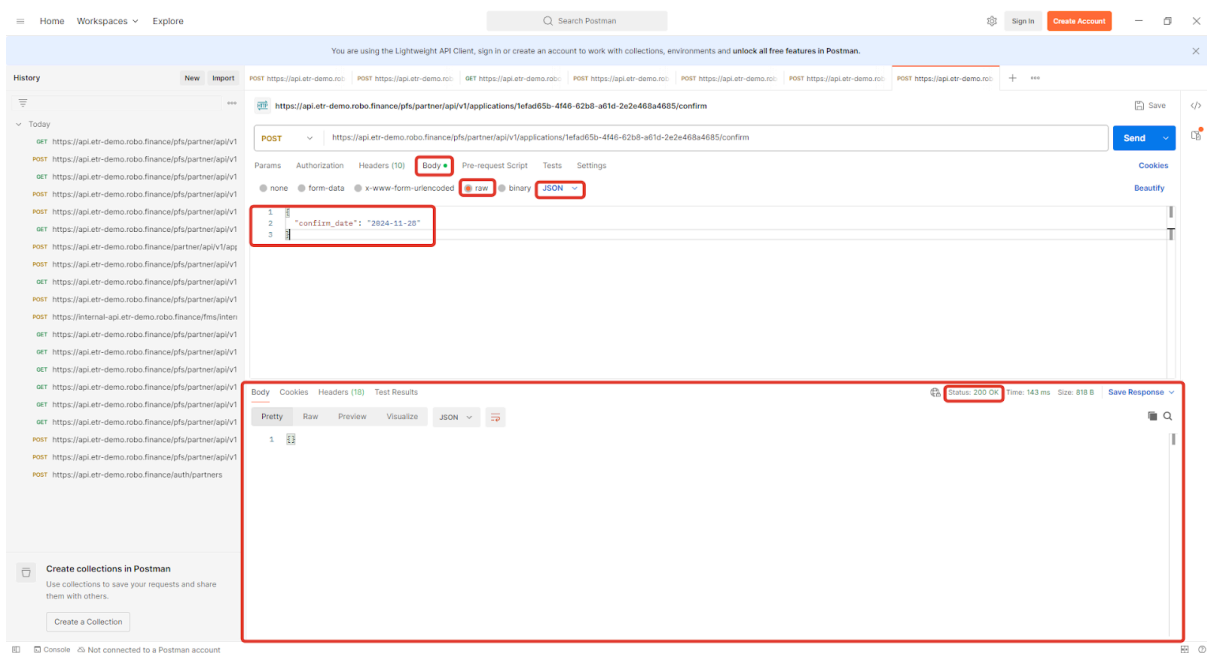 Home Workspaces Explore Search Postman Sign In Create Account
You are using the Lightweight API Client, sign in or create an account to work with collections, environments and unlock all free features in Postman.
History New Import
POST https://api.etr-demo.rob POST https://api.etr-demo.rob GET https://api.etr-demo.robo POST https://api.etr-demo.rob POST https://api.etr-demo.rob POST https://api.etr-demo.rob POST https://api.etr-demo.rob
https://api.etr-demo.robo.finance/pfs/partner/api/v1/applications/1efad65b-4f46-62b8-a61d-2e2e468a4685/confirm Save
Today
POST https://api.etr-demo.robo.finance/pfs/partner/api/v1/applications/1efad65b-4f46-62b8-a61d-2e2e468a4685/confirm Send
Params Authorization Headers (10) Body Pre-request Script Tests Settings Cookies
none form-data x-www-form-urlencoded raw binary JSON Beautify
1 {
2 "confirm_date": "2024-11-28"
3 }
GET https://api.etr-demo.robo.finance/pfs/partner/api/v1
POST https://api.etr-demo.robo.finance/pfs/partner/api/v1
GET https://api.etr-demo.robo.finance/pfs/partner/api/v1
POST https://api.etr-demo.robo.finance/pfs/partner/api/v1
POST https://api.etr-demo.robo.finance/pfs/partner/api/v1
GET https://api.etr-demo.robo.finance/pfs/partner/api/v1
POST https://api.etr-demo.robo.finance/partner/api/v1/app
POST https://api.etr-demo.robo.finance/pfs/partner/api/v1
GET https://api.etr-demo.robo.finance/pfs/partner/api/v1
POST https://api.etr-demo.robo.finance/pfs/partner/api/v1
POST https://internal-api.etr-demo.robo.finance/fms/intern
GET https://api.etr-demo.robo.finance/pfs/partner/api/v1
GET https://api.etr-demo.robo.finance/pfs/partner/api/v1
GET https://api.etr-demo.robo.finance/pfs/partner/api/v1
GET https://api.etr-demo.robo.finance/pfs/partner/api/v1
GET https://api.etr-demo.robo.finance/pfs/partner/api/v1
GET https://api.etr-demo.robo.finance/pfs/partner/api/v1
POST https://api.etr-demo.robo.finance/pfs/partner/api/v1
POST https://api.etr-demo.robo.finance/pfs/partner/api/v1
POST https://api.etr-demo.robo.finance/auth/partners
Body Cookies Headers (18) Test Results Status: 200 OK Time: 143 ms Size: 818 B Save Response
Pretty Raw Preview Visualize JSON
1 {}
Create collections in Postman
Use collections to save your requests and share
them with others.
Create a Collection
Console Not connected to a Postman account